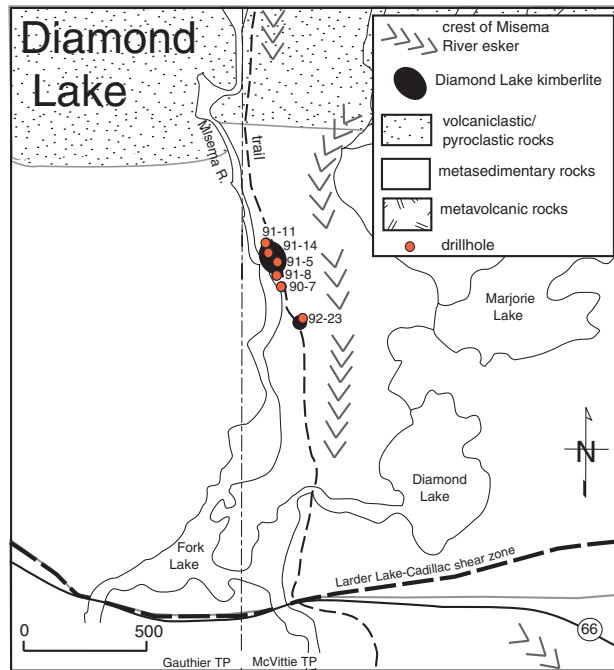 Diamond
Lake
crest of Misema
River esker
Diamond Lake kimberlite
volcaniclastic/
pyroclastic rocks
metasedimentary rocks
metavolcanic rocks
drillhole
Misema R.
trail
91-11
91-14
91-5
91-8
90-7
92-23
Marjorie
Lake
N
Diamond
Lake
Fork
Lake
Larder Lake-Cadillac shear zone
66
0 500
Gauthier TP McVittie TP